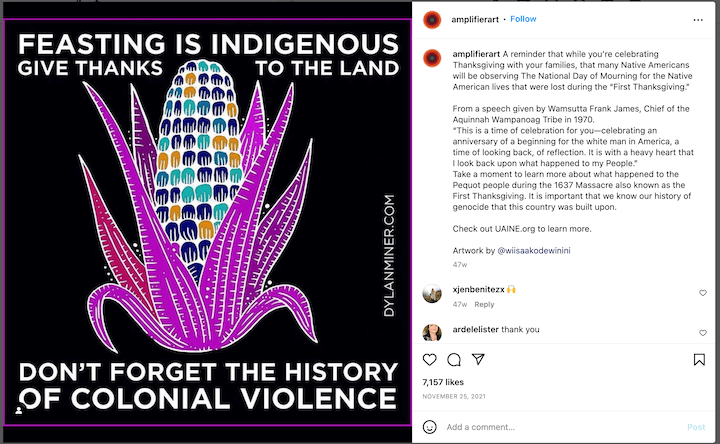 FEASTING IS INDIGENOUS
GIVE THANKS TO THE LAND
DYLANMINER.COM
DON'T FORGET THE HISTORY
OF COLONIAL VIOLENCE
amplifierart • Follow
amplifierart A reminder that while you're celebrating
Thanksgiving with your families, that many Native Americans
will be observing The National Day of Mourning for the Native
American lives that were lost during the "First Thanksgiving."
From a speech given by Wamsutta Frank James, Chief of the
Aquinnah Wampanoag Tribe in 1970.
"This is a time of celebration for you—celebrating an
anniversary of a beginning for the white man in America, a
time of looking back, of reflection. It is with a heavy heart that
I look back upon what happened to my People."
Take a moment to learn more about what happened to the
Pequot people during the 1637 Massacre also known as the
First Thanksgiving. It is important that we know our history of
genocide that this country was built upon.
Check out UAINE.org to learn more.
Artwork by @wiisaakodewinini
47w
xjenbenitezx 🙌
47w Reply
ardelelister thank you
7,157 likes
NOVEMBER 25, 2021
Add a comment...
Post